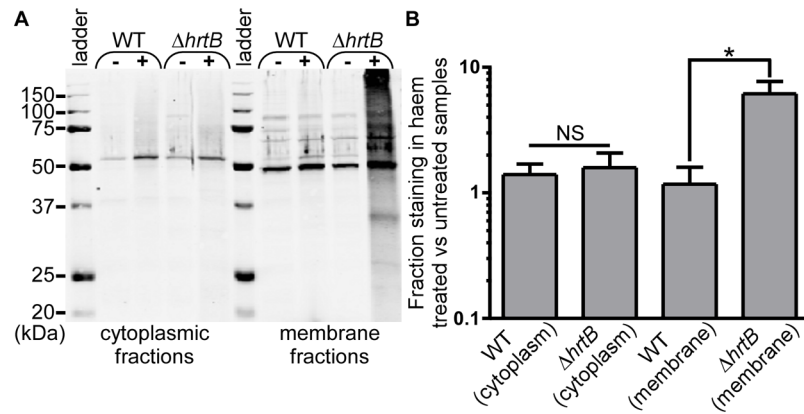 A
ladder
WT
ΔhrtB
- + - +
ladder
WT
ΔhrtB
- + - +
150
100
75
50
37
25
20
(kDa)
cytoplasmic
fractions
membrane
fractions
B
Fraction staining in haem
treated vs untreated samples
10
1
0.1
NS
*
WT
(cytoplasm)
ΔhrtB
(cytoplasm)
WT
(membrane)
ΔhrtB
(membrane)